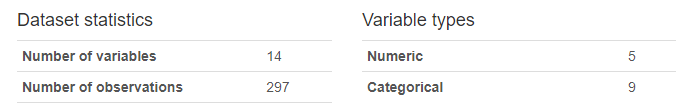 Dataset statistics
Number of variables 14
Number of observations 297
Variable types
Numeric 5
Categorical 9